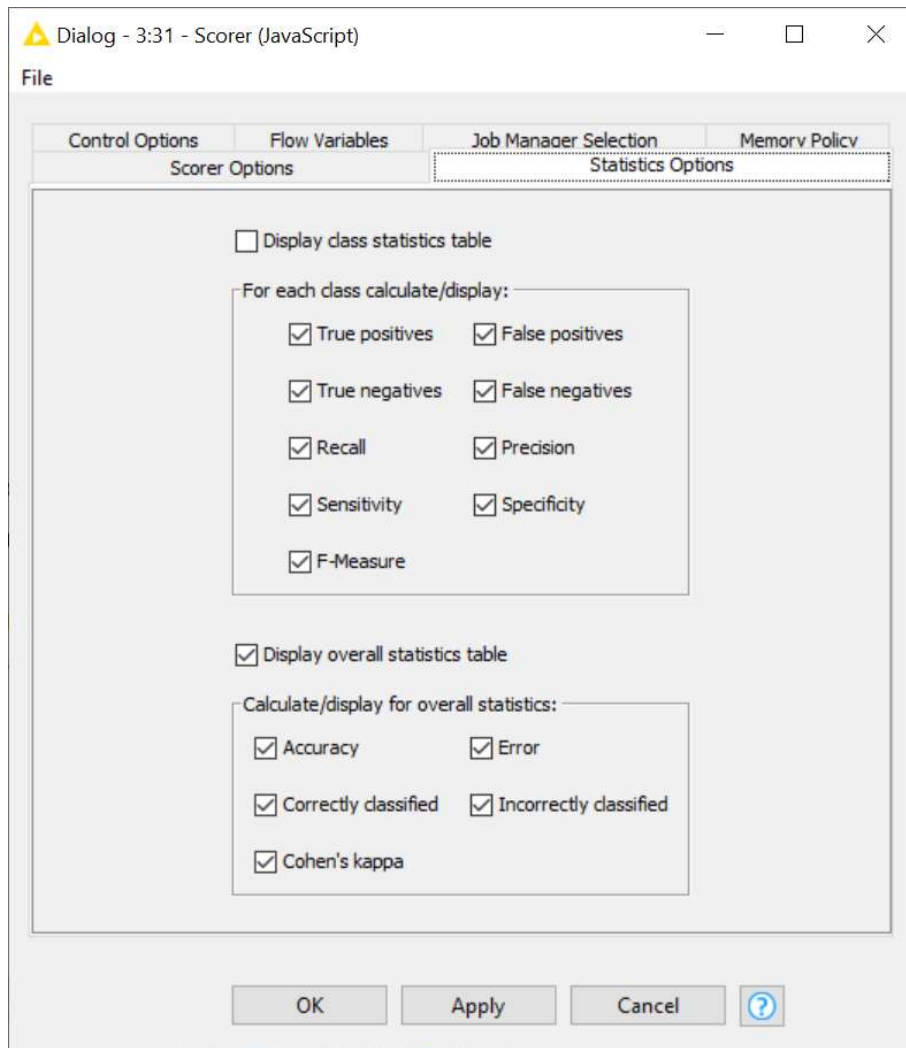 Dialog - 3:31 - Scorer (JavaScript)
File
Control Options Flow Variables Job Manager Selection Memory Policy
Scorer Options Statistics Options
Display class statistics table
For each class calculate/display:
True positives False positives
True negatives False negatives
Recall Precision
Sensitivity Specificity
F-Measure
Display overall statistics table
Calculate/display for overall statistics:
Accuracy Error
Correctly classified Incorrectly classified
Cohen's kappa
OK Apply Cancel ?